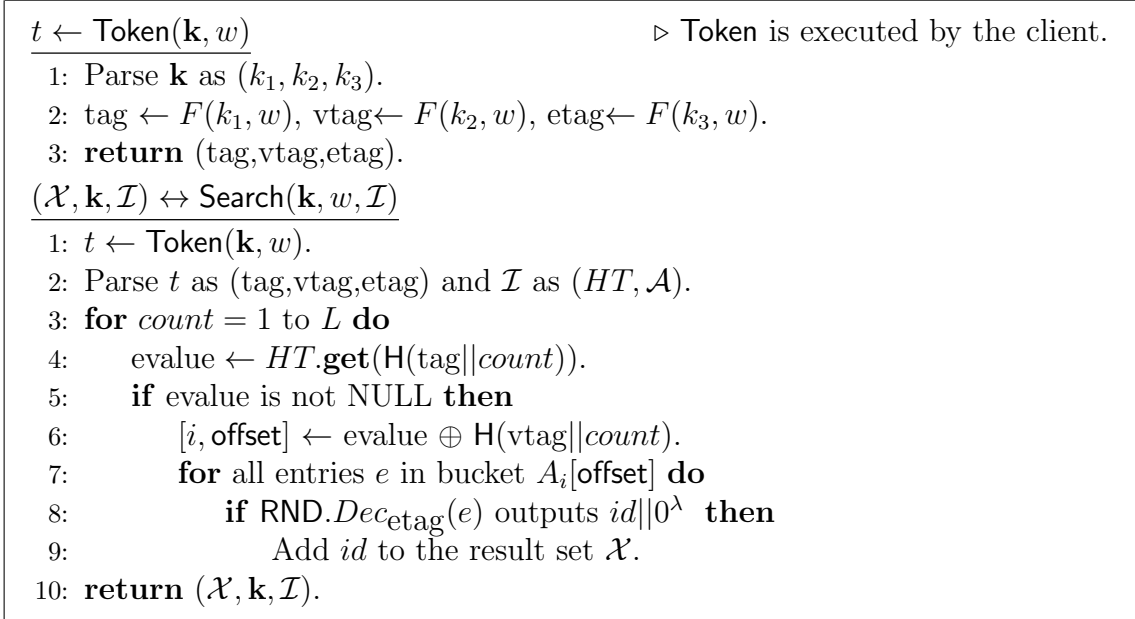 t ← Token(k, w) ▷ Token is executed by the client.
1: Parse k as (k₁, k₂, k₃).
2: tag ← F(k₁, w), vtag← F(k₂, w), etag← F(k₃, w).
3: return (tag,vtag,etag).
(𝒳, k, ℐ) ↔ Search(k, w, ℐ)
1: t ← Token(k, w).
2: Parse t as (tag,vtag,etag) and ℐ as (HT, 𝒜).
3: for count = 1 to L do
4: evalue ← HT.get(H(tag||count)).
5: if evalue is not NULL then
6: [i, offset] ← evalue ⊕ H(vtag||count).
7: for all entries e in bucket Aᵢ[offset] do
8: if RND.Dec_etag(e) outputs id||0^λ then
9: Add id to the result set 𝒳.
10: return (𝒳, k, ℐ).